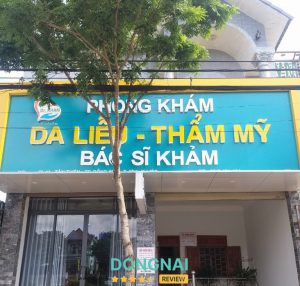 PHÒNG KHÁM
DA LIỄU - THẨM MỸ
BÁC SĨ KHẢM
DONGNAI
REVIEW